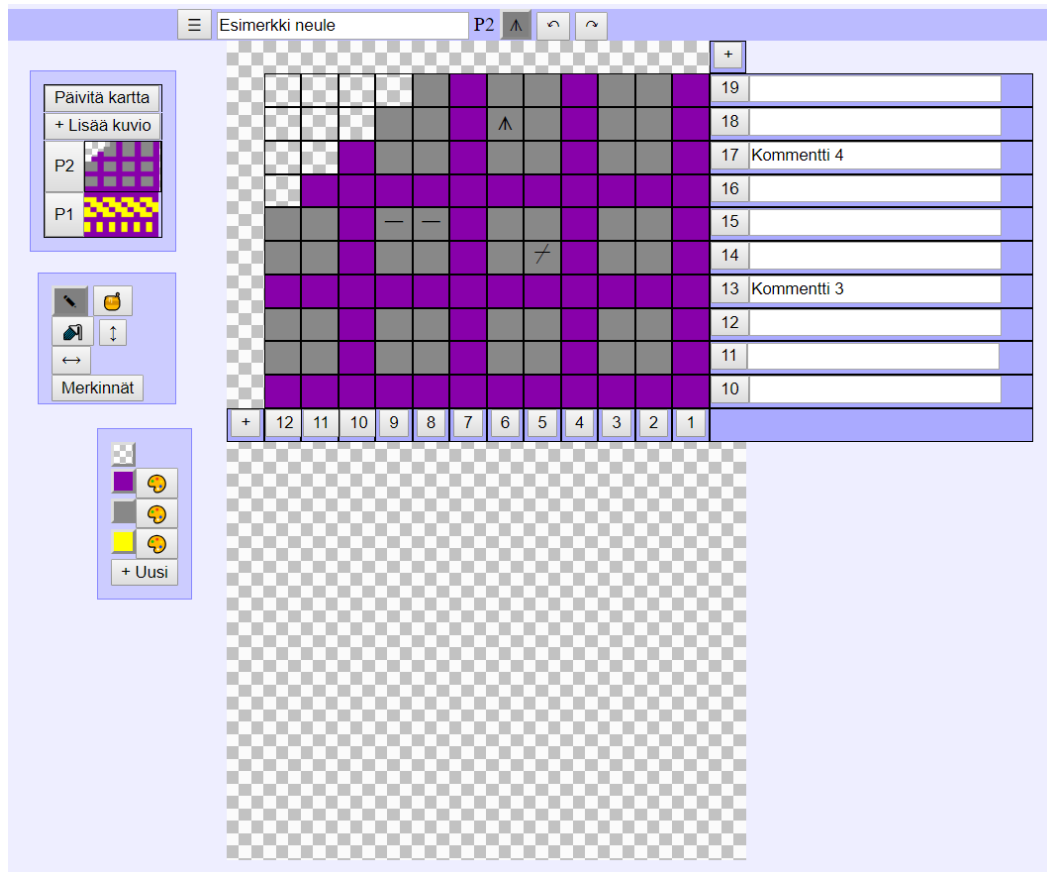 ☰ Esimerkki neule P2
+
Päivitä kartta
+ Lisää kuvio
P2
P1
Merkinnät
+ Uusi
19
18
17 Kommentti 4
16
15
14
13 Kommentti 3
12
11
10
+ 12 11 10 9 8 7 6 5 4 3 2 1